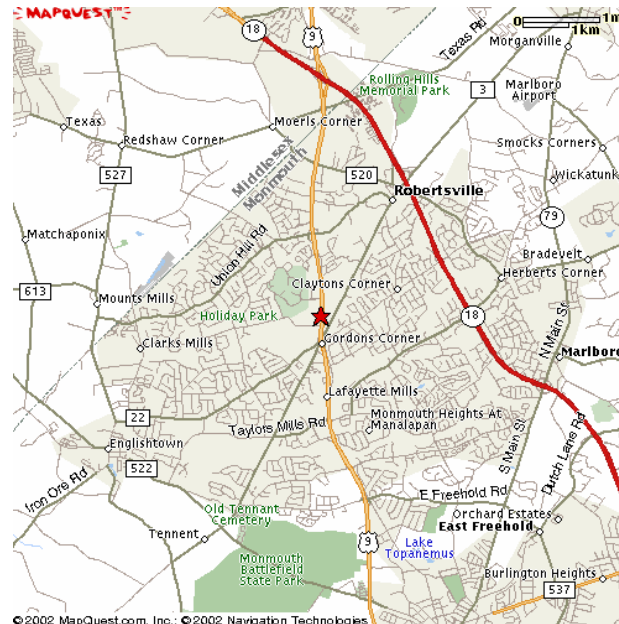 MAPQUEST™
18
9
Texas Rd
0
1m
1km
Morganville
Rolling Hills
Memorial Park
3
Marlboro
Airport
Texas
Moerls Corner
Redshaw Corner
Smocks Corners
Middlesex
Monmouth
527
520
Wickatunk
Robertsville
79
Matchaponix
Union Hill Rd
Bradevelt
Claytons Corner
Herberts Corner
613
Mounts Mills
Holiday Park
18
N Main St
Clarks Mills
Gordons Corner
Marlboro
Lafayette Mills
22
Taylors Mills Rd
Monmouth Heights At
Manalapan
S Main St
Dutch Lane Rd
Englishtown
522
Iron Ore Rd
E Freehold Rd
Old Tennant
Cemetery
Orchard Estates
East Freehold
Tennent
9
Lake
Topanemus
Monmouth
Battlefield
State Park
Burlington Heights
537
©2002 MapQuest.com, Inc.; ©2002 Navigation Technologies